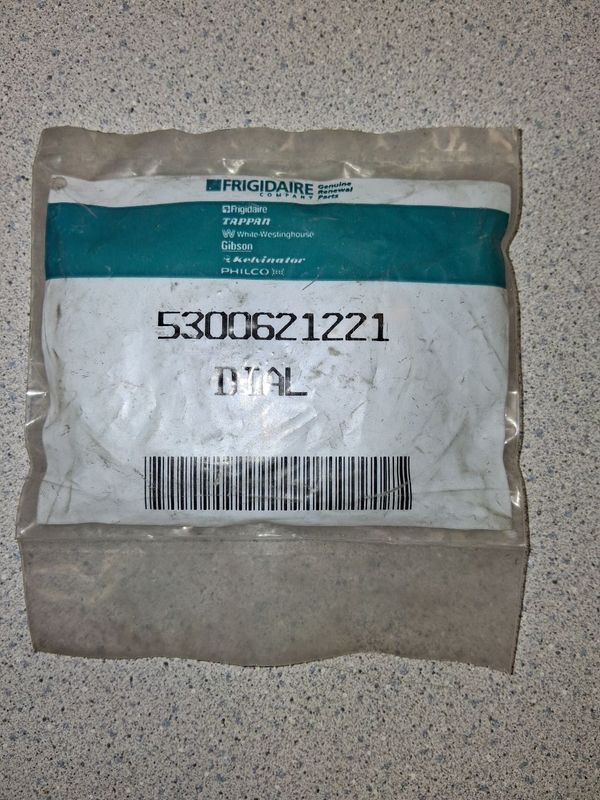 FRIGIDAIRE
COMPANY
Genuine
Renewal
Parts
Frigidaire
TAPPAN
White-Westinghouse
Gibson
Kelvinator
PHILCO
5300621221
DIAL